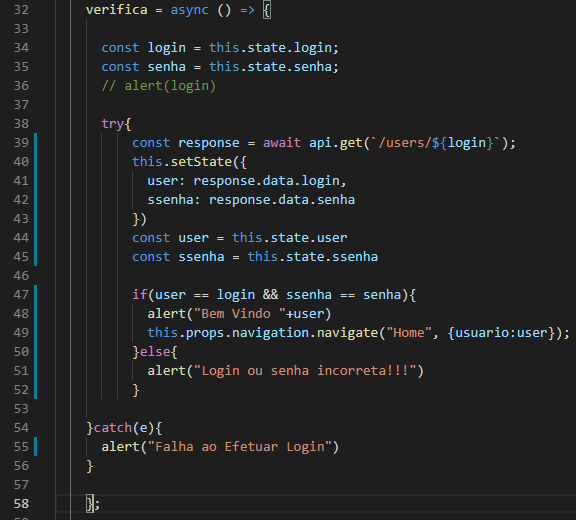 32 verifica = async () => {
33
34 const login = this.state.login;
35 const senha = this.state.senha;
36 // alert(login)
37
38 try{
39 const response = await api.get(`/users/${login}`);
40 this.setState({
41 user: response.data.login,
42 ssenha: response.data.senha
43 })
44 const user = this.state.user
45 const ssenha = this.state.ssenha
46
47 if(user == login && ssenha == senha){
48 alert("Bem Vindo "+user)
49 this.props.navigation.navigate("Home", {usuario:user});
50 }else{
51 alert("Login ou senha incorreta!!!")
52 }
53
54 }catch(e){
55 alert("Falha ao Efetuar Login")
56 }
57
58 };